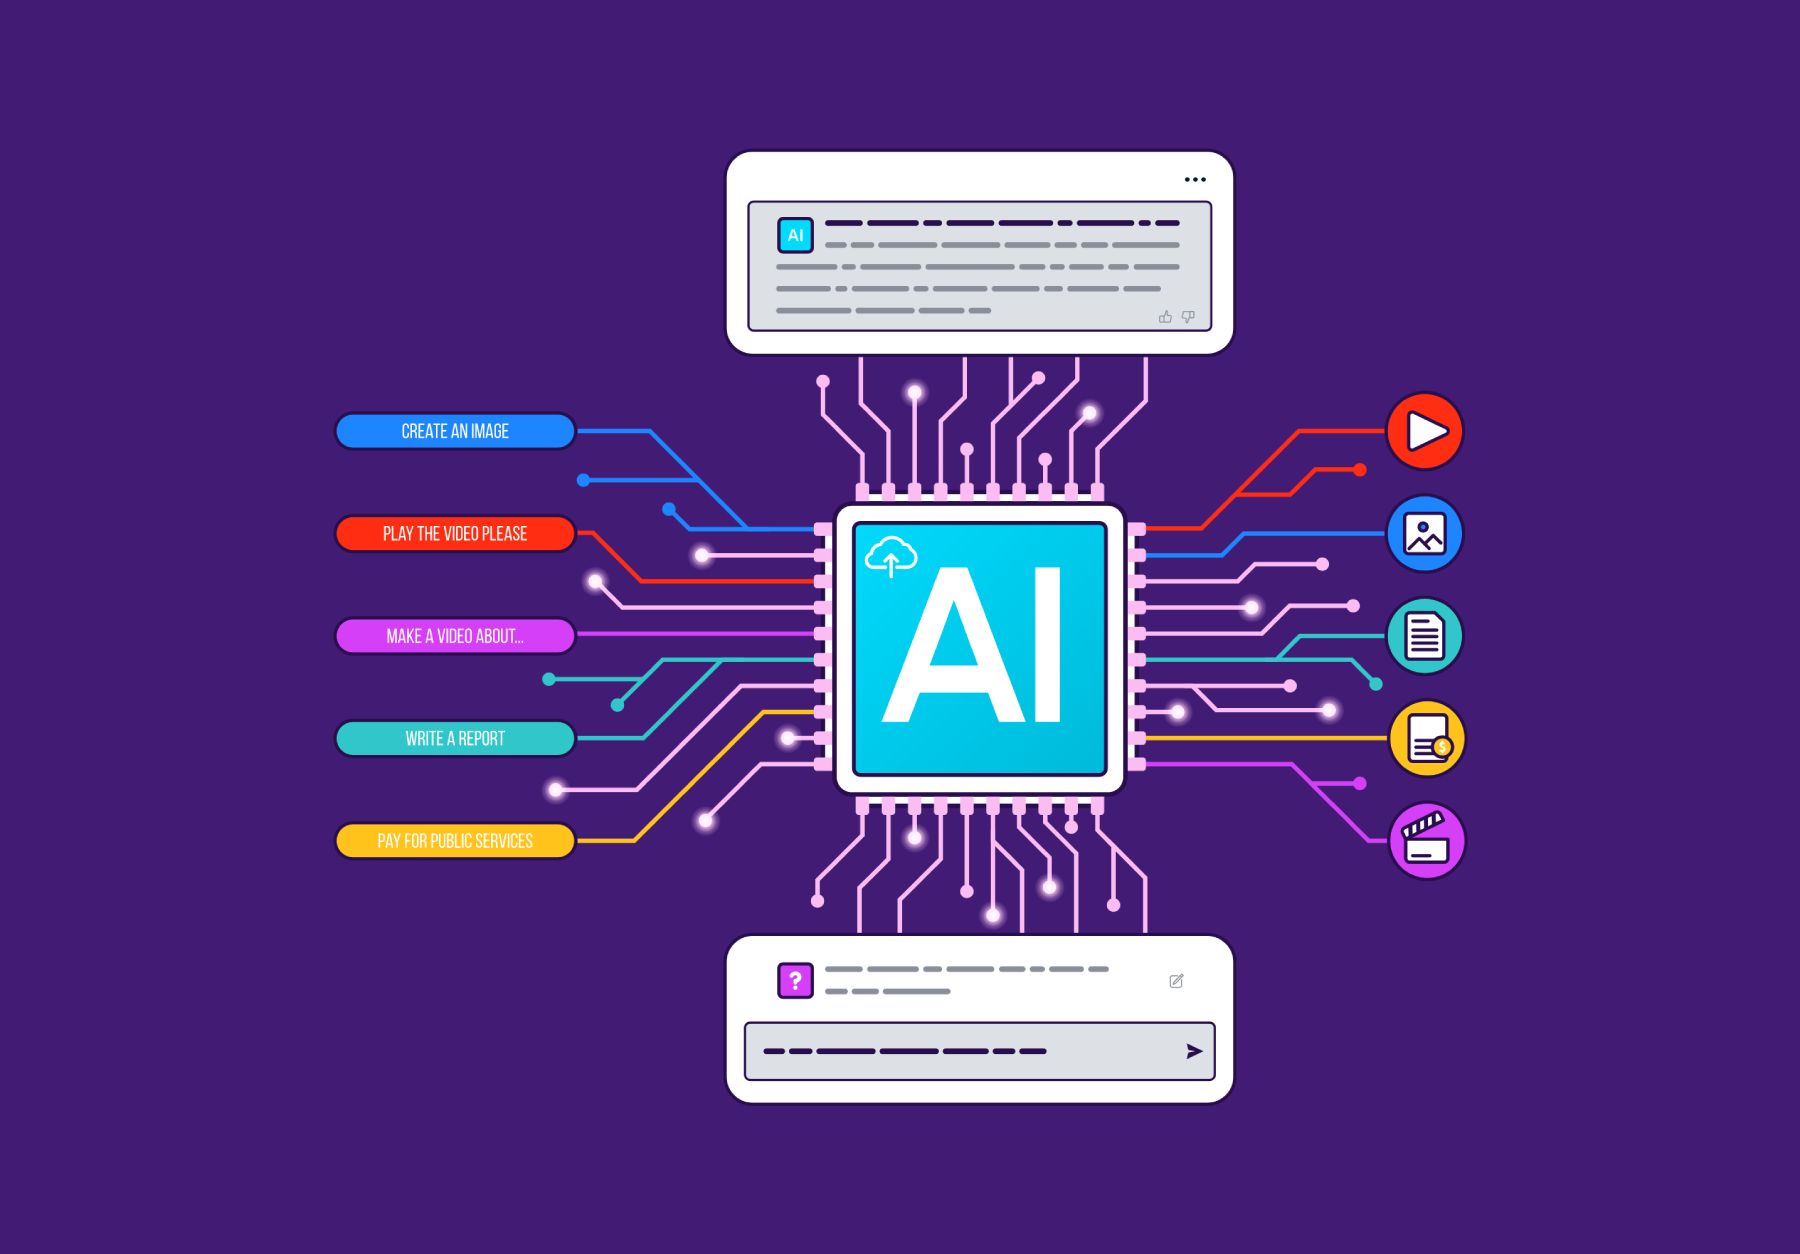 AI
CREATE AN IMAGE
PLAY THE VIDEO PLEASE
MAKE A VIDEO ABOUT...
WRITE A REPORT
PAY FOR PUBLIC SERVICES
AI
$
?